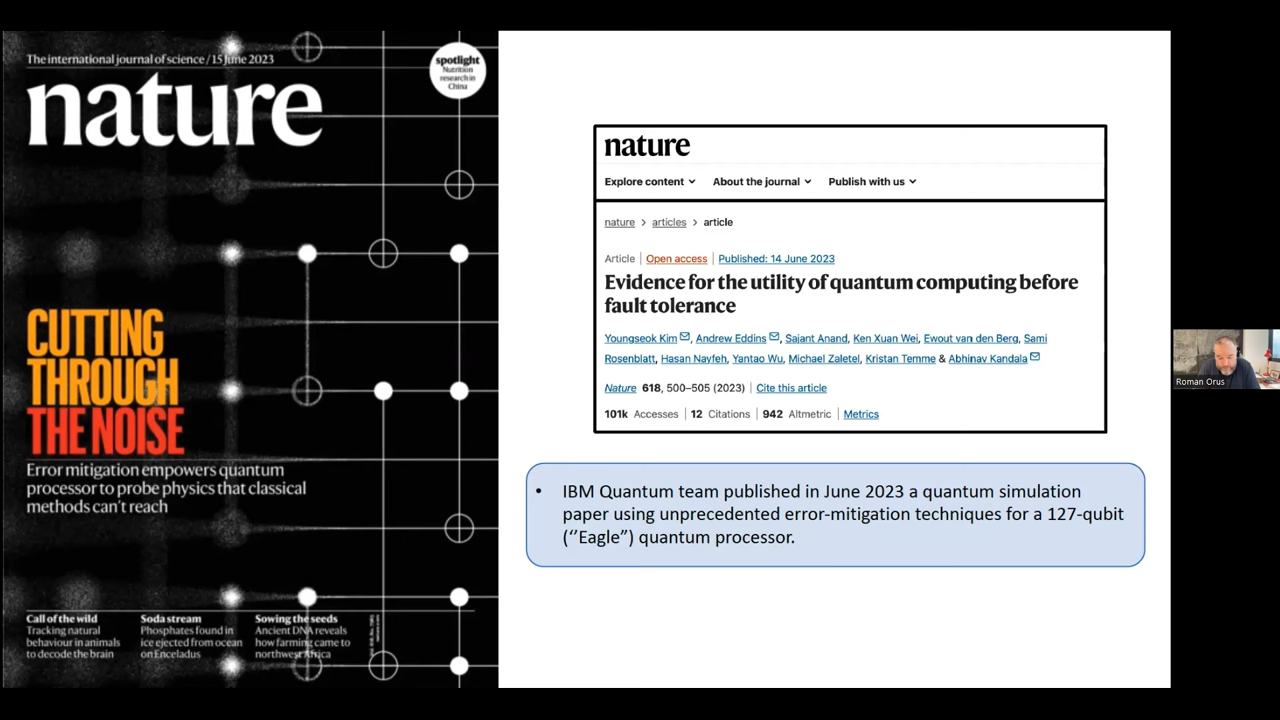 The international journal of science / 15 June 2023
nature
spotlight
Nutrition
research in
China
CUTTING
THROUGH
THE NOISE
Error mitigation empowers quantum
processor to probe physics that classical
methods can't reach
Call of the wild
Tracking natural
behaviour in animals
to decode the brain
Soda stream
Phosphates found in
ice ejected from ocean
on Enceladus
Sowing the seeds
Ancient DNA reveals
how farming came to
northwest Africa
nature
Explore content About the journal Publish with us
nature > articles > article
Article | Open access | Published: 14 June 2023
Evidence for the utility of quantum computing before
fault tolerance
Youngseok Kim, Andrew Eddins, Sajant Anand, Ken Xuan Wei, Ewout van den Berg, Sami
Rosenblatt, Hasan Nayfeh, Yantao Wu, Michael Zaletel, Kristan Temme & Abhinav Kandala
Nature 618, 500–505 (2023) | Cite this article
101k Accesses | 12 Citations | 942 Altmetric | Metrics
• IBM Quantum team published in June 2023 a quantum simulation
paper using unprecedented error-mitigation techniques for a 127-qubit
(‘’Eagle”) quantum processor.
Roman Orus